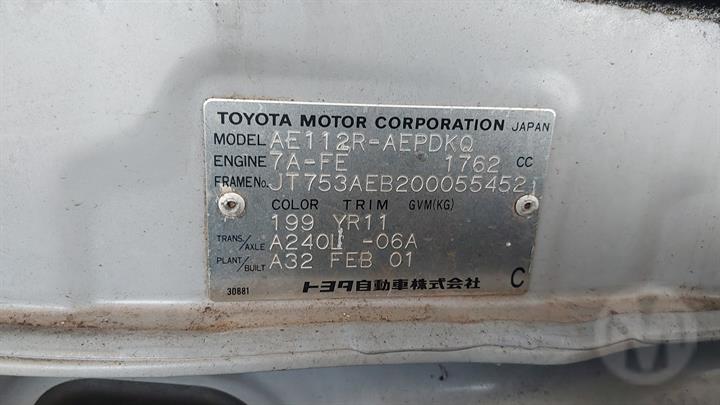 TOYOTA MOTOR CORPORATION JAPAN
MODEL AE112R-AEPDKQ
ENGINE 7A-FE 1762 CC
FRAME No. JT753AEB200055452
COLOR TRIM GVM(KG)
199 YR11
TRANS./AXLE A240L -06A
PLANT/BUILT A32 FEB 01
30881 トヨタ自動車株式会社 C